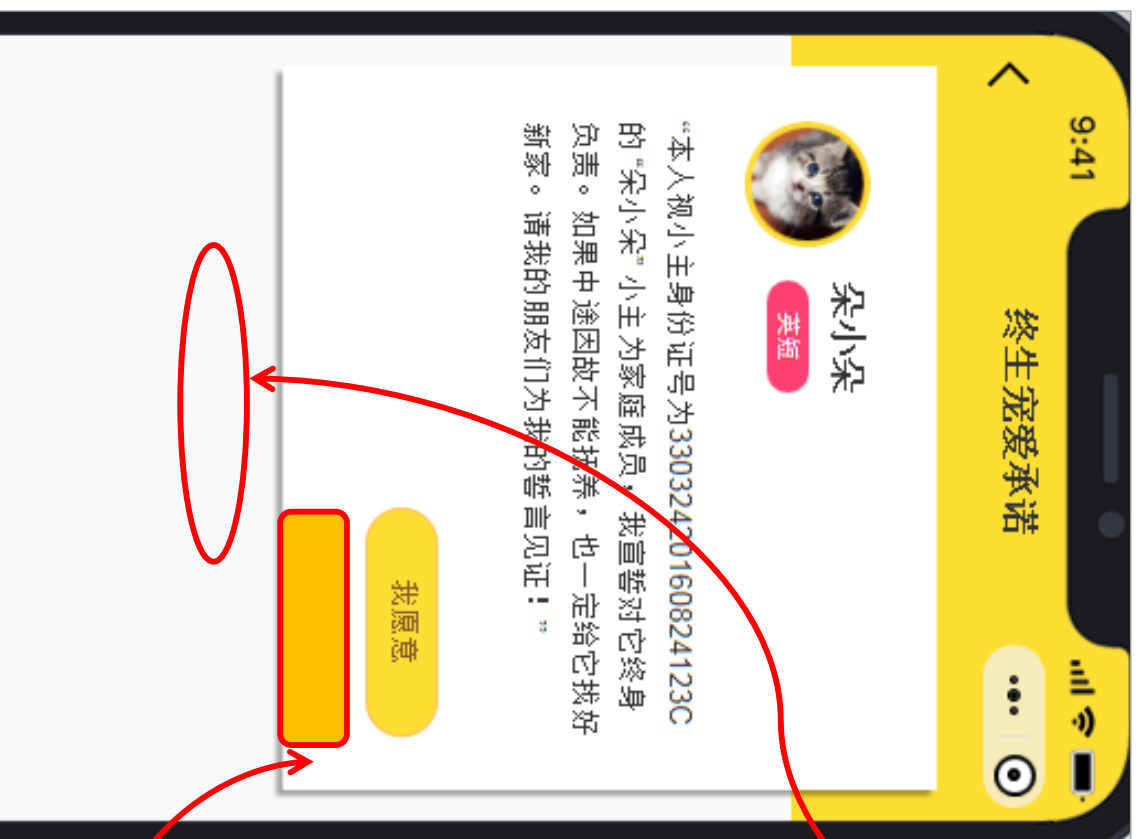 9:41
终生宠爱承诺
朵小朵
英短
“本人视小主身份证号为33032420160824123C
的“朵小朵”小主为家庭成员，我宣誓对它终身
负责。如果中途因故不能抚养，也一定给它找好
新家。请我的朋友们为我的誓言见证！”
我愿意